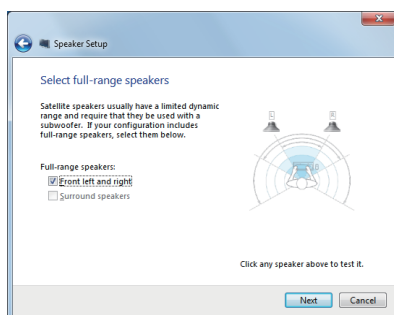 Speaker Setup
Select full-range speakers
Satellite speakers usually have a limited dynamic
range and require that they be used with a
subwoofer. If your configuration includes
full-range speakers, select them below.
L
R
Full-range speakers:
Front left and right
Surround speakers
Click any speaker above to test it.
Next
Cancel